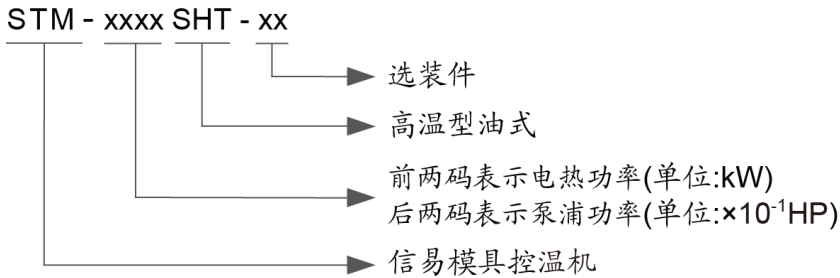 STM - xxxx SHT - xx
选装件
高温型油式
前两码表示电热功率(单位:kW)
后两码表示泵浦功率(单位:×10⁻¹HP)
信易模具控温机